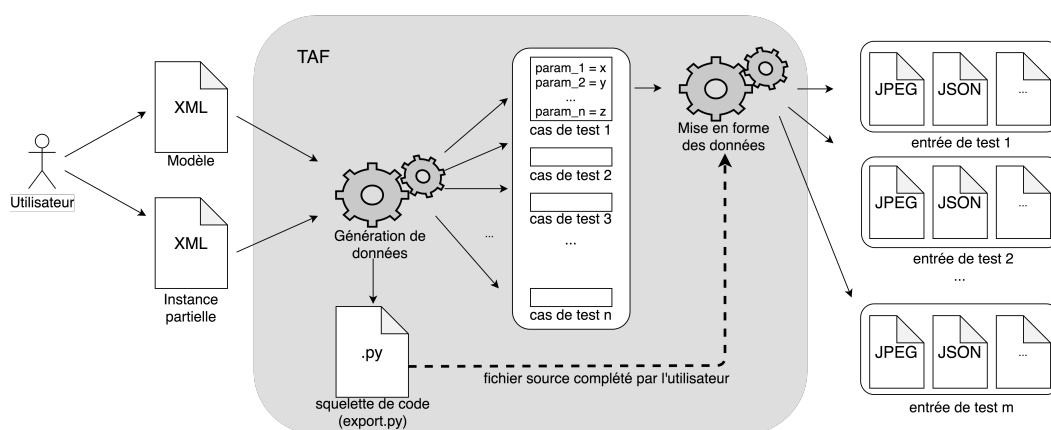 TAF
Utilisateur
XML
Modèle
XML
Instance
partielle
Génération de
données
.py
squelette de code
(export.py)
fichier source complété par l'utilisateur
...
param_1 = x
param_2 = y
...
param_n = z
cas de test 1
cas de test 2
cas de test 3
...
cas de test n
Mise en forme
des données
JPEG JSON ...
entrée de test 1
JPEG JSON ...
entrée de test 2
...
JPEG JSON ...
entrée de test m